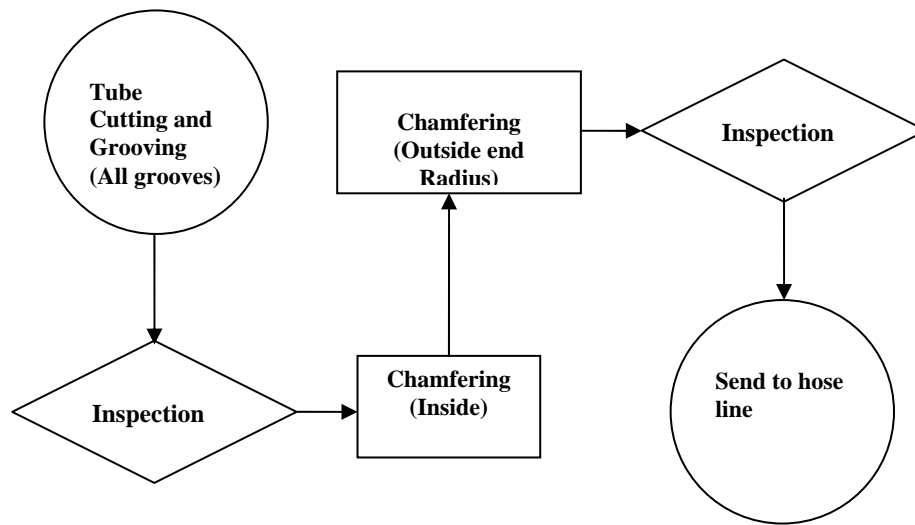 Tube
Cutting and
Grooving
(All grooves)
Inspection
Chamfering
(Inside)
Chamfering
(Outside end
Radius)
Inspection
Send to hose
line